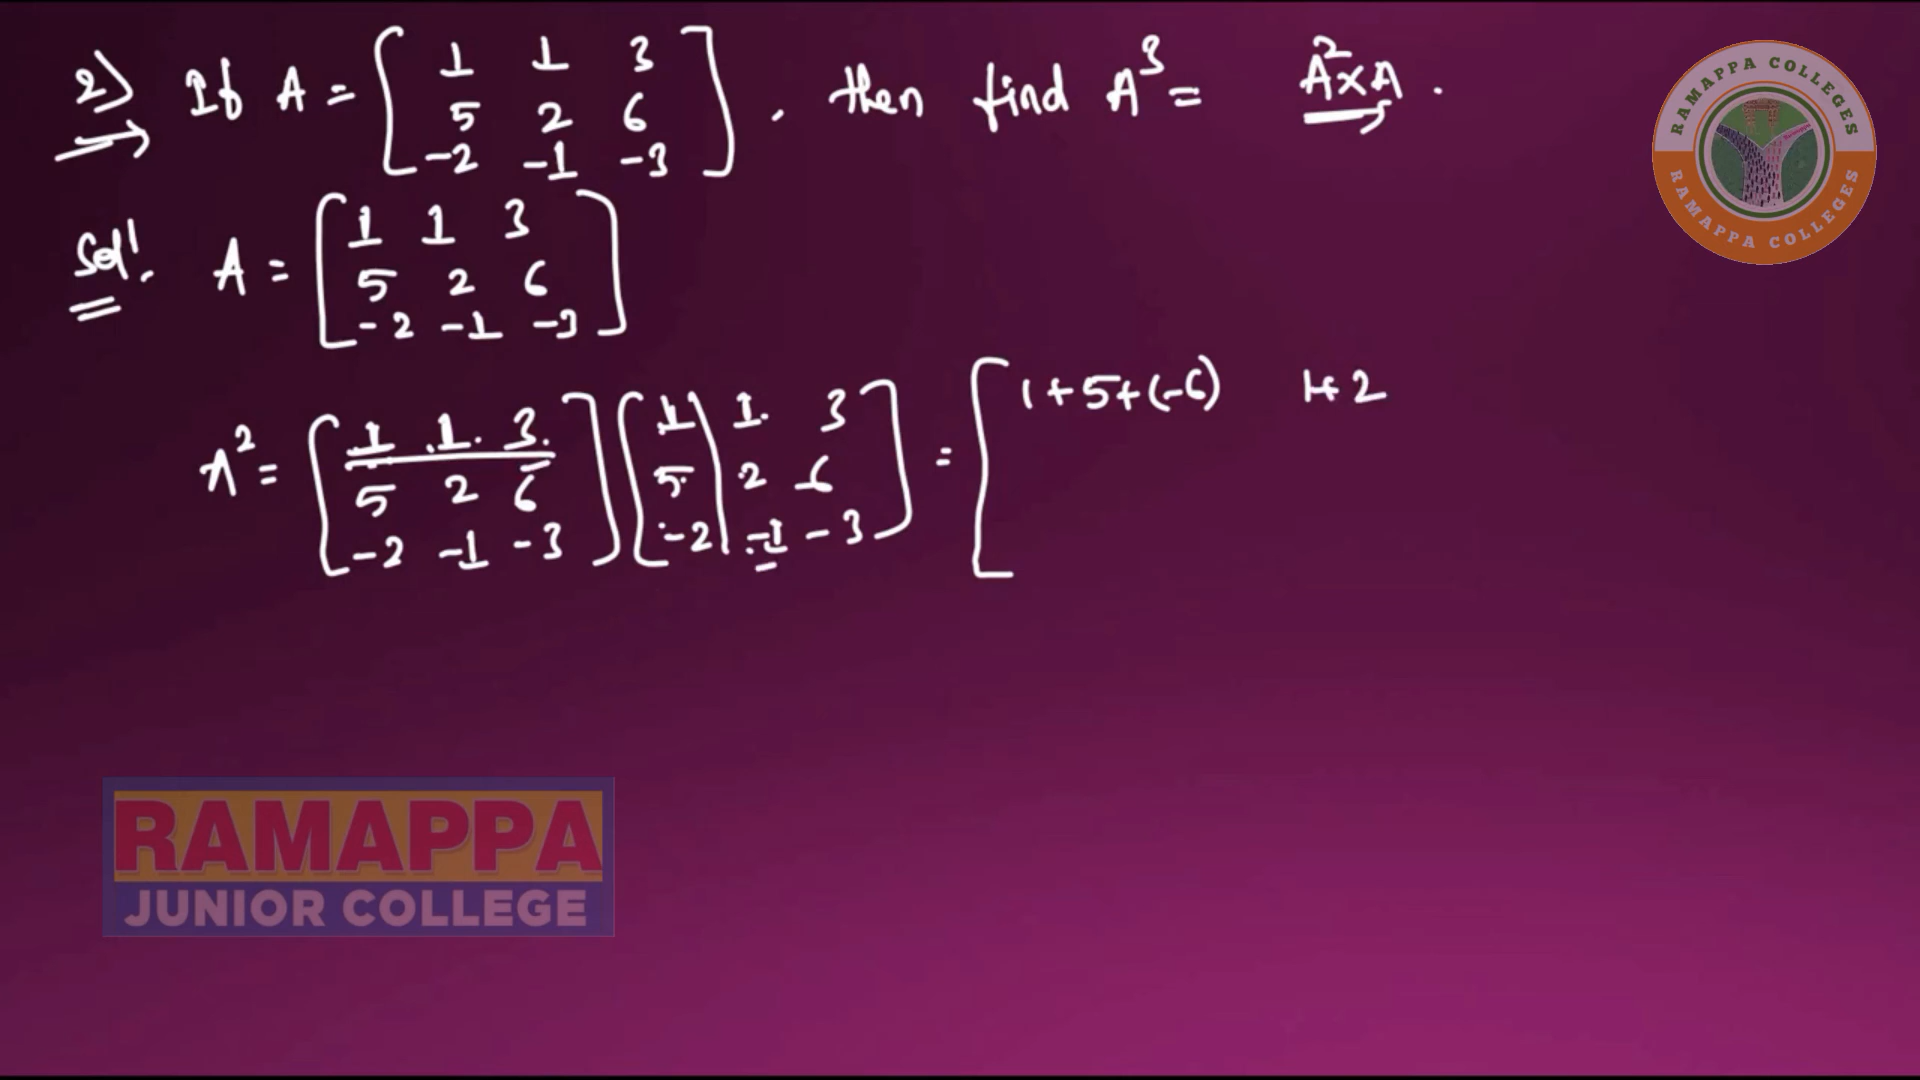 2) If A = [ 1 1 3
5 2 6
-2 -1 -3 ] . then find A³ = A²×A .
Sol! A = [ 1 1 3
5 2 6
-2 -1 -3 ]
A² = [ 1 .1. 3. ] [ 1 1. 3 ] = [ 1+5+(-6) 1+2
5 2 6 5. 2 6
-2 -1 -3 -2 -1 -3
RAMAPPA COLLEGES
RAMAPPA COLLEGES
RAMAPPA
JUNIOR COLLEGE